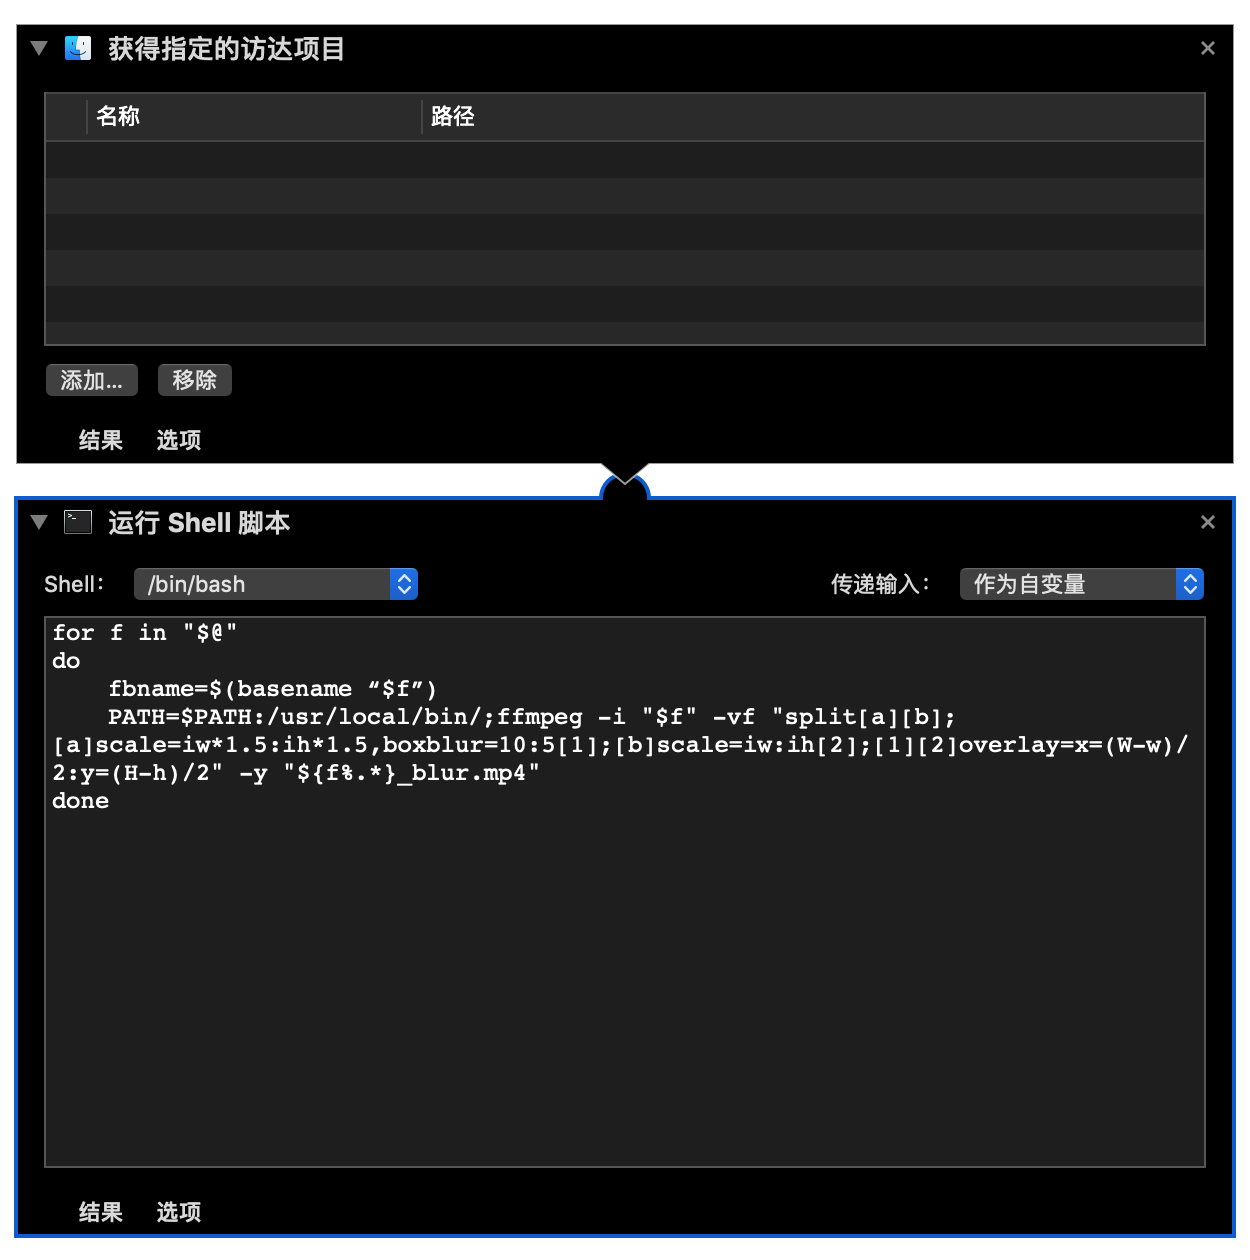 获得指定的访达项目
名称 路径
添加... 移除
结果 选项
运行 Shell 脚本
Shell: /bin/bash 传递输入: 作为自变量
for f in "$@"
do
    fbname=$(basename “$f”)
    PATH=$PATH:/usr/local/bin/;ffmpeg -i "$f" -vf "split[a][b];
[a]scale=iw*1.5:ih*1.5,boxblur=10:5[1];[b]scale=iw:ih[2];[1][2]overlay=x=(W-w)/
2:y=(H-h)/2" -y "${f%.*}_blur.mp4"
done
结果 选项